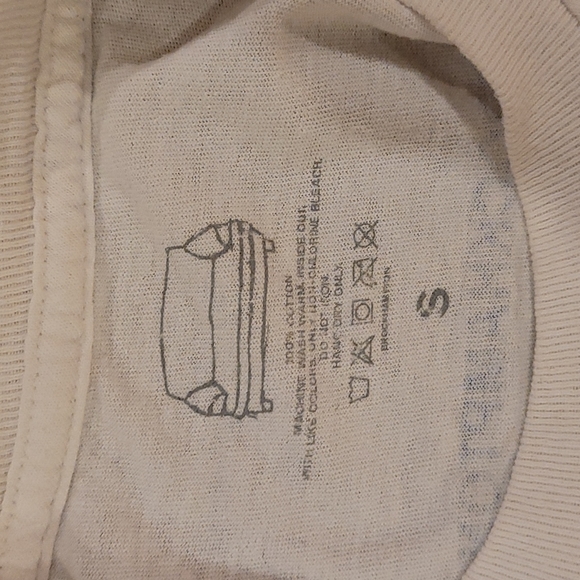 100% COTTON
MACHINE WASH WARM, INSIDE OUT,
WITH LIKE COLORS, ONLY NON-CHLORINE BLEACH,
DO NOT IRON
HANG DRY ONLY.
S